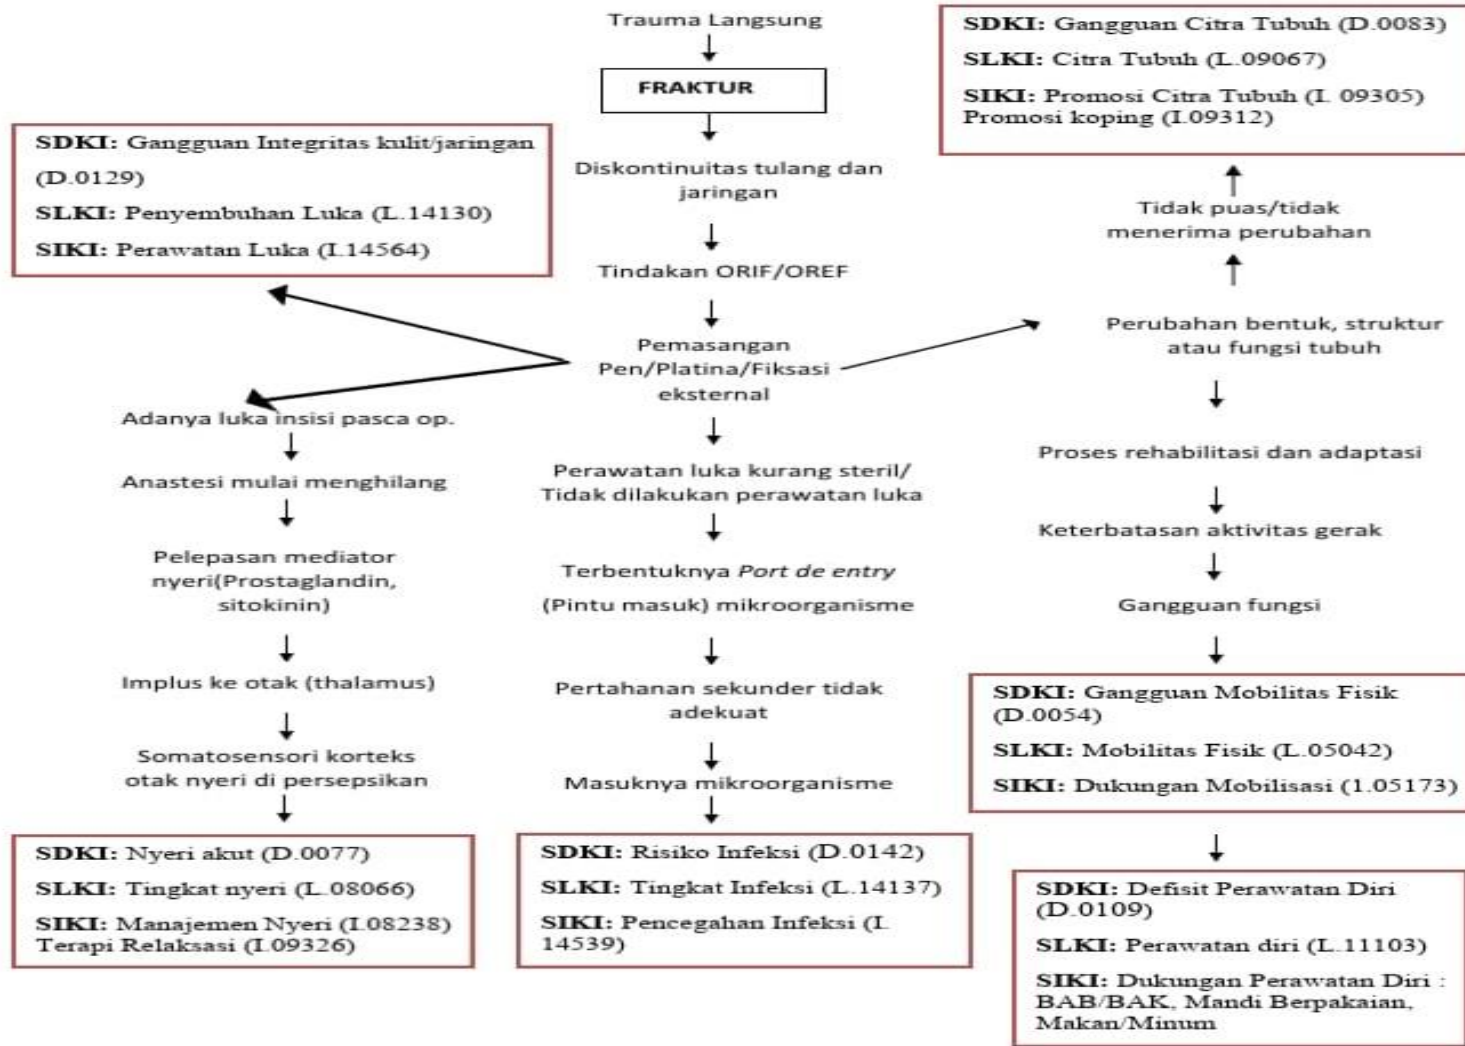 Trauma Langsung
FRAKTUR
Diskontinuitas tulang dan
jaringan
Tindakan ORIF/OREF
Pemasangan
Pen/Platina/Fiksasi
eksternal
SDKI: Gangguan Integritas kulit/jaringan
(D.0129)
SLKI: Penyembuhan Luka (L.14130)
SIKI: Perawatan Luka (I.14564)
Adanya luka insisi pasca op.
Anastesi mulai menghilang
Pelepasan mediator
nyeri(Prostaglandin,
sitokinin)
Implus ke otak (thalamus)
Somatosensori korteks
otak nyeri di persepsikan
SDKI: Nyeri akut (D.0077)
SLKI: Tingkat nyeri (L.08066)
SIKI: Manajemen Nyeri (I.08238)
Terapi Relaksasi (I.09326)
Perawatan luka kurang steril/
Tidak dilakukan perawatan luka
Terbentuknya Port de entry
(Pintu masuk) mikroorganisme
Pertahanan sekunder tidak
adekuat
Masuknya mikroorganisme
SDKI: Risiko Infeksi (D.0142)
SLKI: Tingkat Infeksi (L.14137)
SIKI: Pencegahan Infeksi (I.
14539)
SDKI: Gangguan Citra Tubuh (D.0083)
SLKI: Citra Tubuh (L.09067)
SIKI: Promosi Citra Tubuh (I. 09305)
Promosi koping (I.09312)
Tidak puas/tidak
menerima perubahan
Perubahan bentuk, struktur
atau fungsi tubuh
Proses rehabilitasi dan adaptasi
Keterbatasan aktivitas gerak
Gangguan fungsi
SDKI: Gangguan Mobilitas Fisik
(D.0054)
SLKI: Mobilitas Fisik (L.05042)
SIKI: Dukungan Mobilisasi (1.05173)
SDKI: Defisit Perawatan Diri
(D.0109)
SLKI: Perawatan diri (L.11103)
SIKI: Dukungan Perawatan Diri :
BAB/BAK, Mandi Berpakaian,
Makan/Minum